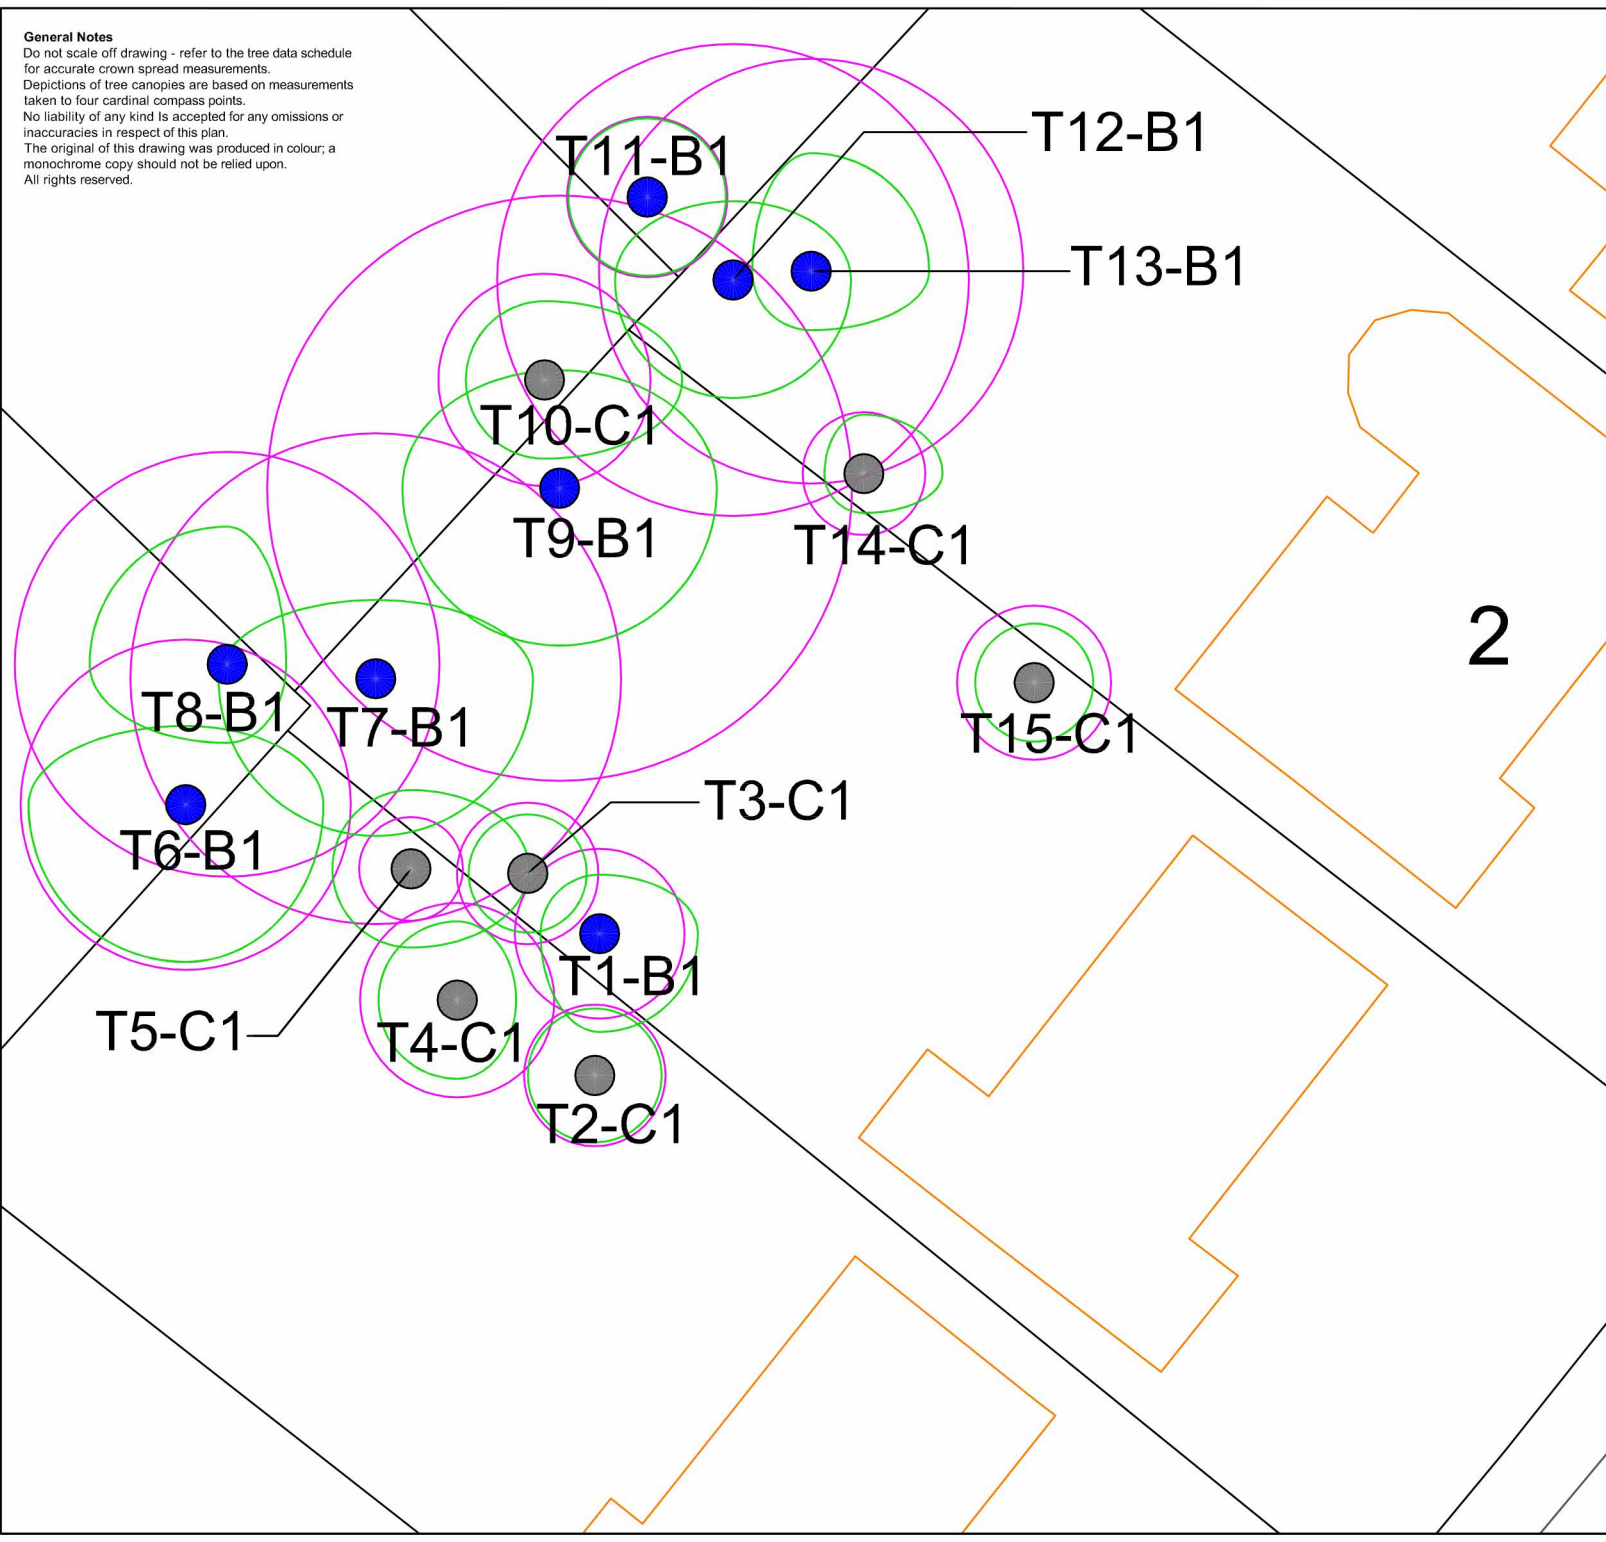 General Notes
Do not scale off drawing - refer to the tree data schedule
for accurate crown spread measurements.
Depictions of tree canopies are based on measurements
taken to four cardinal compass points.
No liability of any kind Is accepted for any omissions or
inaccuracies in respect of this plan.
The original of this drawing was produced in colour; a
monochrome copy should not be relied upon.
All rights reserved.
T12-B1
T11-B1
T13-B1
T10-C1
T9-B1
T14-C1
2
T8-B1
T7-B1
T15-C1
T3-C1
T6-B1
T1-B1
T5-C1
T4-C1
T2-C1